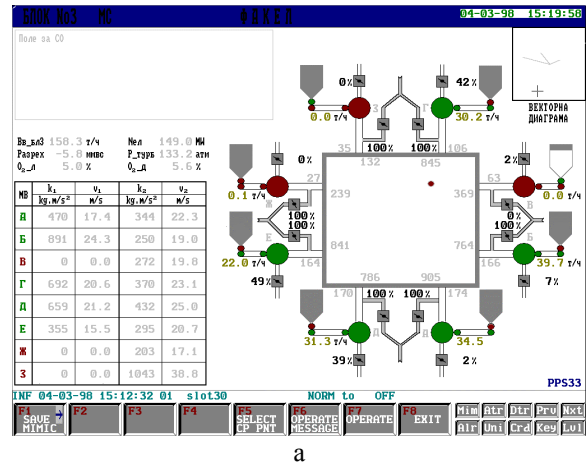 БЛОК No3 МС ФАКЕЛ 04-03-98 15:19:58
Поле за СО
0% 42%
ВЕКТОРНА
ДИАГРАМА
0.0 т/ч З Г 30.2 т/ч
Вв_бл3 158.3 т/ч Nел 149.0 MW
Разреж -5.8 ммвс Р_турб 133.2 атм
O2_л 5.0 % O2_д 5.6 %
100% 100%
35 132 845 106
0% 2%
27 63
0.1 т/ч 239 369 0.0 т/ч
Ж
100% 0%
100% 100%
Е 841 764
22.0 т/ч 164 166 39.7 т/ч
49% 7%
786 905
170 100% 100% 174
31.3 т/ч Д А 34.5
39% 2%
МВ k1 v1 k2 v2
kg.m/s² m/s kg.m/s² m/s
А 470 17.4 344 22.3
Б 891 24.3 250 19.0
В 0 0.0 272 19.8
Г 692 20.6 370 23.1
Д 659 21.2 432 25.0
Е 355 15.5 295 20.7
Ж 0 0.0 203 17.1
З 0 0.0 1043 38.8
PPS33
INF 04-03-98 15:12:32 01 slot30 NORM to OFF
F1 SAVE MIMIC F2 F3 F4 F5 SELECT CP PNT F6 OPERATE MESSAGE F7 OPERATE F8 EXIT
Mim Atr Dtr Prv Nxt
Alr Uni Crd Key Lvl
а